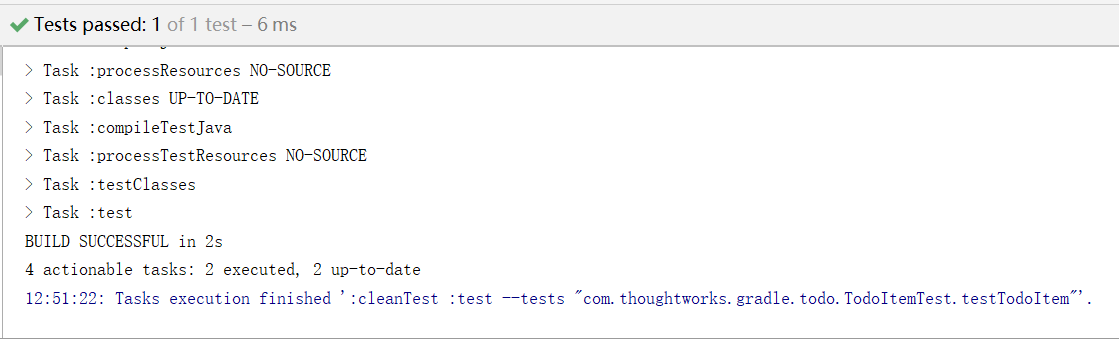 Tests passed: 1 of 1 test – 6 ms
> Task :processResources NO-SOURCE
> Task :classes UP-TO-DATE
> Task :compileTestJava
> Task :processTestResources NO-SOURCE
> Task :testClasses
> Task :test
BUILD SUCCESSFUL in 2s
4 actionable tasks: 2 executed, 2 up-to-date
12:51:22: Tasks execution finished ':cleanTest :test --tests "com.thoughtworks.gradle.todo.TodoItemTest.testTodoItem"'.